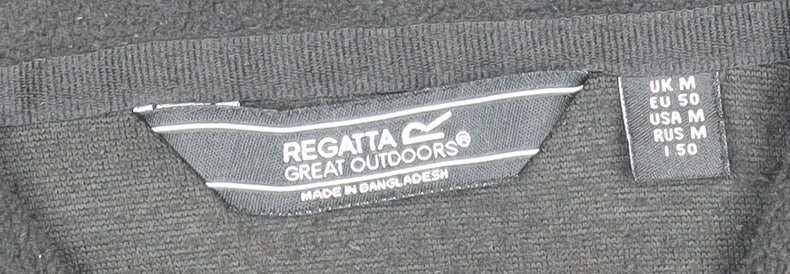 REGATTA R
GREAT OUTDOORS®
MADE IN BANGLADESH
UK M
EU 50
USA M
RUS M
I 50